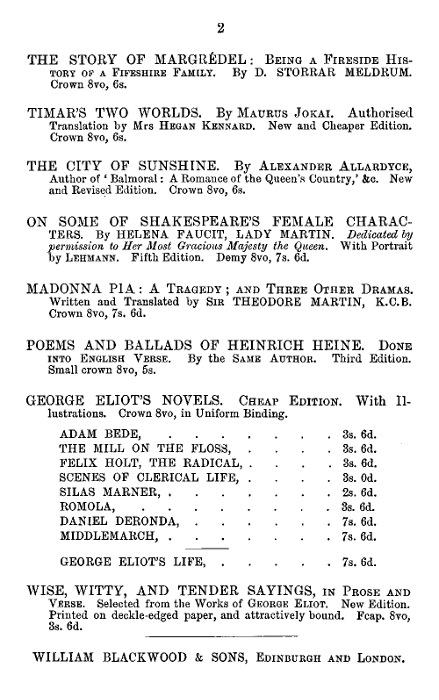 2
THE STORY OF MARGRÉDEL: BEING A FIRESIDE HIS-
TORY OF A FIFESHIRE FAMILY. By D. STORRAR MELDRUM.
Crown 8vo, 6s.
TIMAR'S TWO WORLDS. By MAURUS JOKAI. Authorised
Translation by Mrs HEGAN KENNARD. New and Cheaper Edition.
Crown 8vo, 6s.
THE CITY OF SUNSHINE. By ALEXANDER ALLARDYCE,
Author of 'Balmoral: A Romance of the Queen's Country,' &c. New
and Revised Edition. Crown 8vo, 6s.
ON SOME OF SHAKESPEARE'S FEMALE CHARAC-
TERS. By HELENA FAUCIT, LADY MARTIN. Dedicated by
permission to Her Most Gracious Majesty the Queen. With Portrait
by LEHMANN. Fifth Edition. Demy 8vo, 7s. 6d.
MADONNA PIA: A TRAGEDY; AND THREE OTHER DRAMAS.
Written and Translated by SIR THEODORE MARTIN, K.C.B.
Crown 8vo, 7s. 6d.
POEMS AND BALLADS OF HEINRICH HEINE. DONE
INTO ENGLISH VERSE. By the SAME AUTHOR. Third Edition.
Small crown 8vo, 5s.
GEORGE ELIOT'S NOVELS. CHEAP EDITION. With Il-
lustrations. Crown 8vo, in Uniform Binding.
ADAM BEDE, . . . . . . . 3s. 6d.
THE MILL ON THE FLOSS, . . . . 3s. 6d.
FELIX HOLT, THE RADICAL, . . . . 3s. 6d.
SCENES OF CLERICAL LIFE, . . . . 3s. 0d.
SILAS MARNER, . . . . . . . 2s. 6d.
ROMOLA, . . . . . . . 3s. 6d.
DANIEL DERONDA, . . . . . . 7s. 6d.
MIDDLEMARCH, . . . . . . . 7s. 6d.
GEORGE ELIOT'S LIFE, . . . . . 7s. 6d.
WISE, WITTY, AND TENDER SAYINGS, IN PROSE AND
VERSE. Selected from the Works of GEORGE ELIOT. New Edition.
Printed on deckle-edged paper, and attractively bound. Fcap. 8vo,
3s. 6d.
WILLIAM BLACKWOOD & SONS, EDINBURGH AND LONDON.